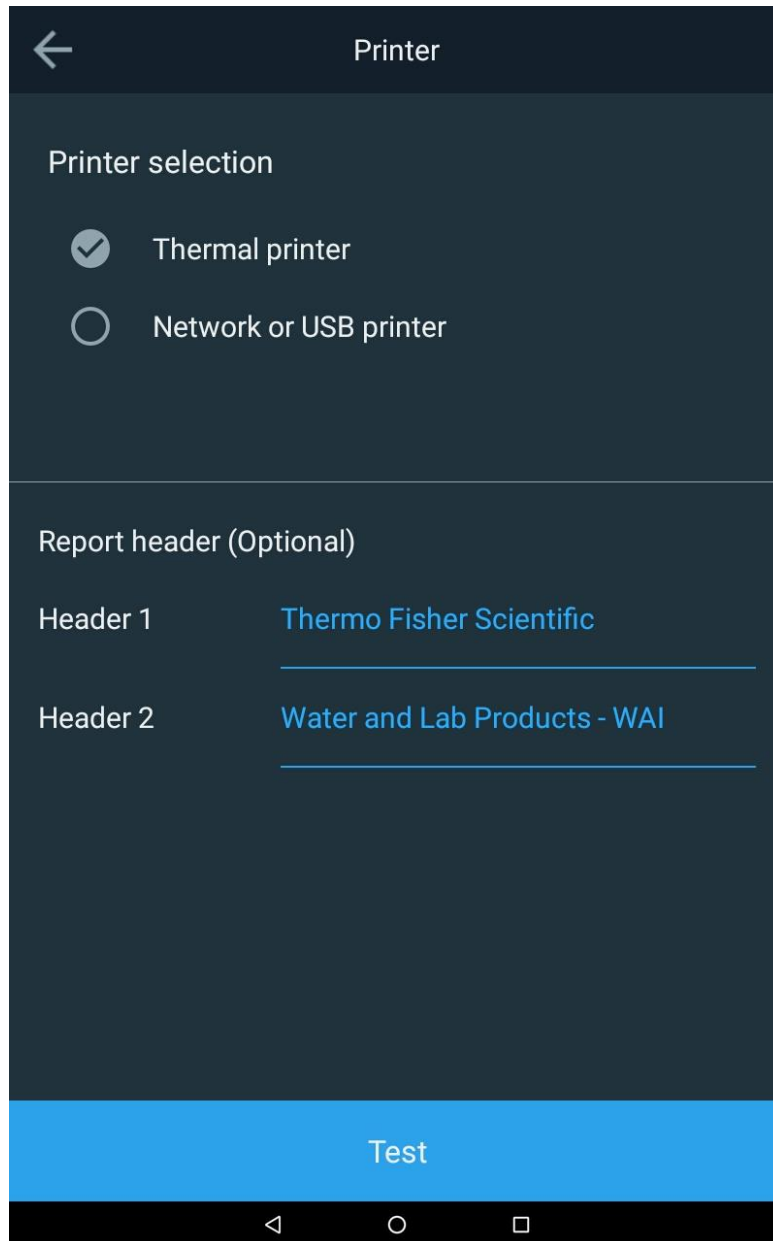 Printer
Printer selection
Thermal printer
Network or USB printer
Report header (Optional)
Header 1 Thermo Fisher Scientific
Header 2 Water and Lab Products - WAI
Test